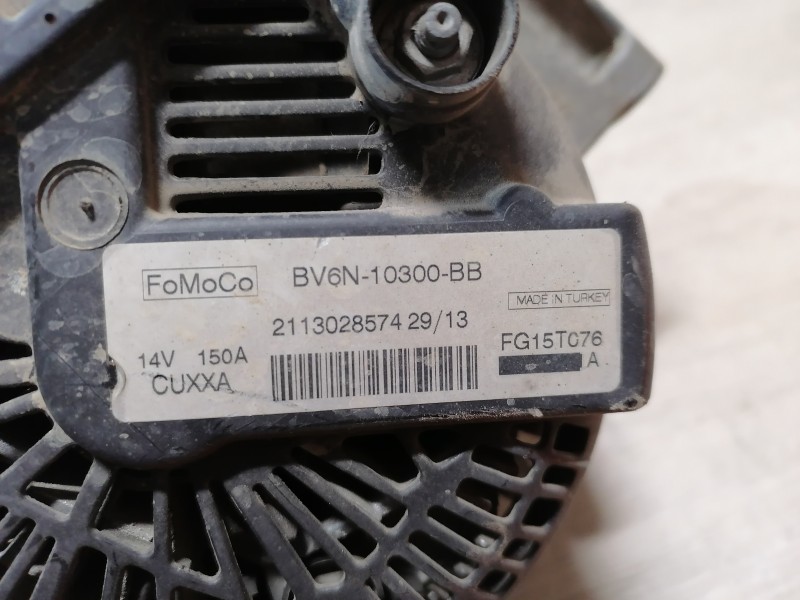 FoMoCo BV6N-10300-BB
MADE IN TURKEY
2113028574 29/13
14V 150A FG15T076
CUXXA A